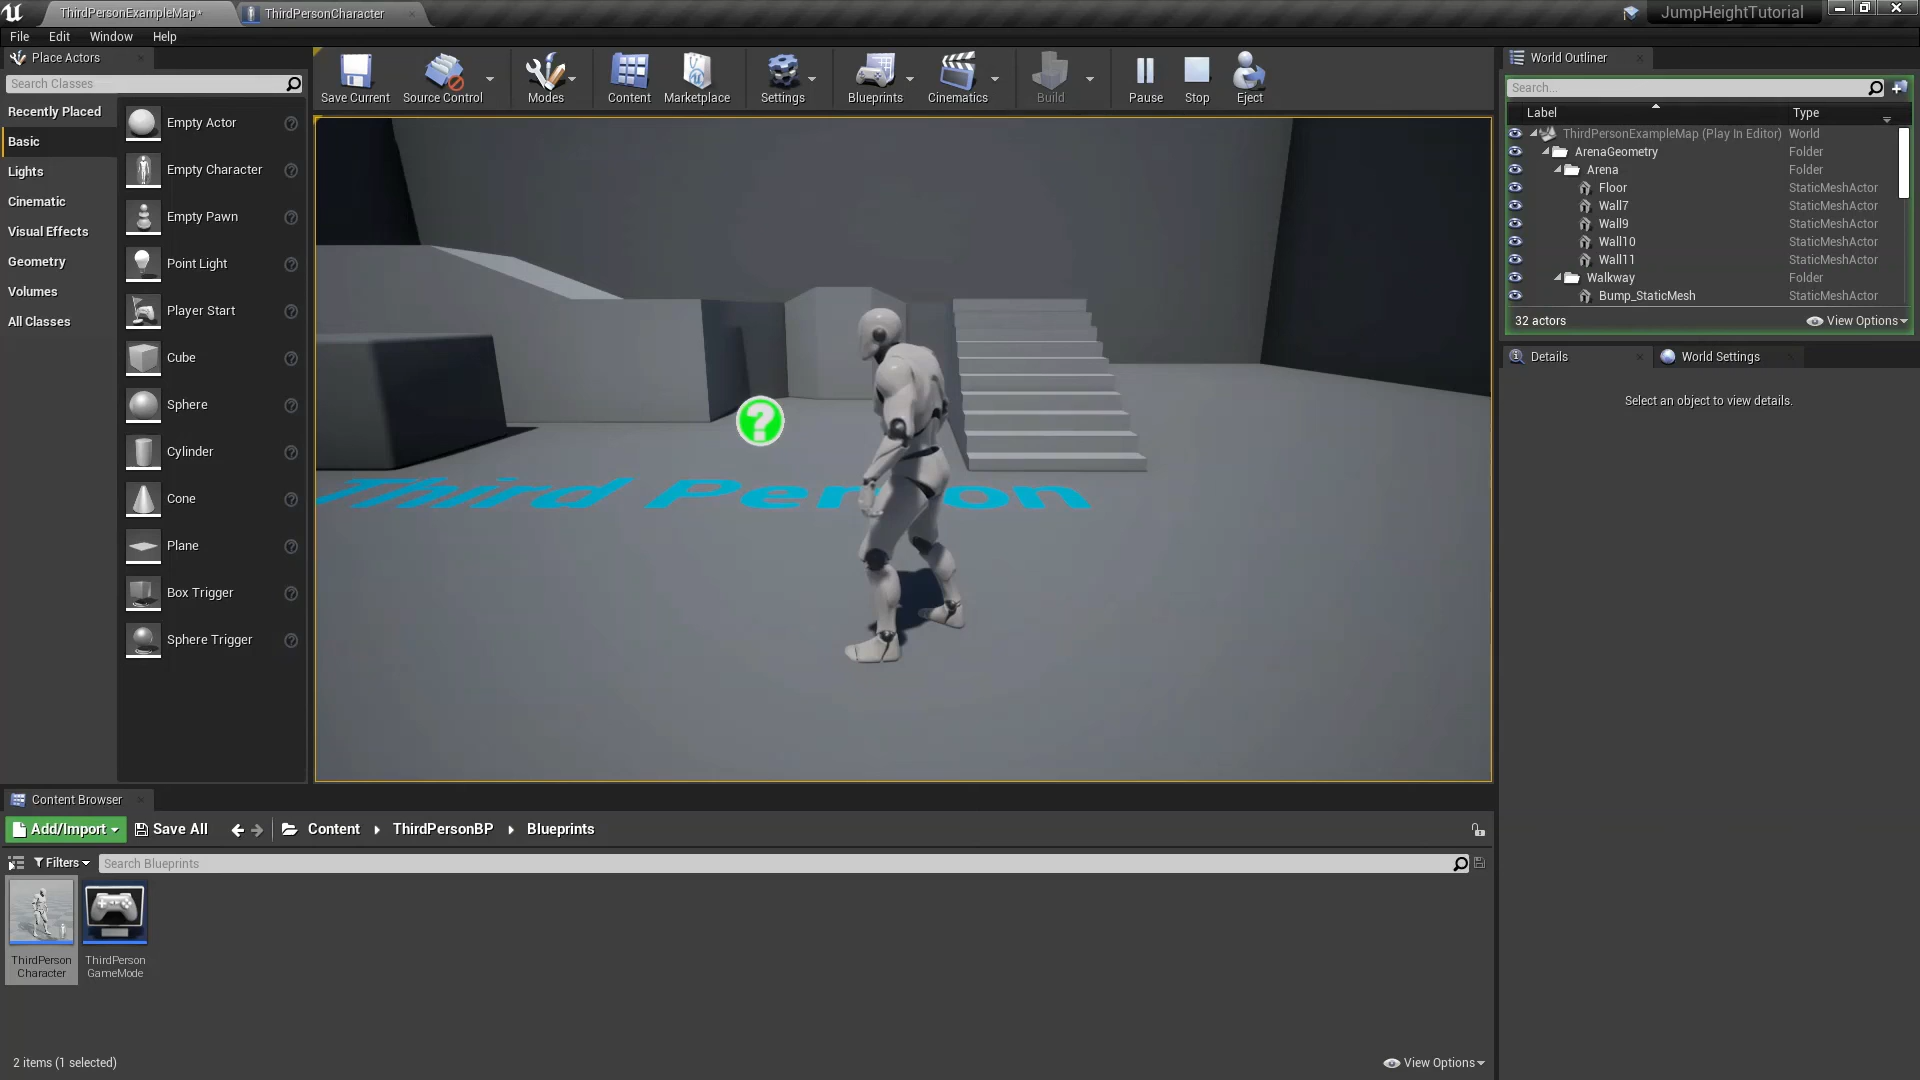 ThirdPersonExampleMap*
ThirdPersonCharacter
JumpHeightTutorial
File Edit Window Help
Place Actors
Search Classes
Recently Placed
Basic
Lights
Cinematic
Visual Effects
Geometry
Volumes
All Classes
Empty Actor
Empty Character
Empty Pawn
Point Light
Player Start
Cube
Sphere
Cylinder
Cone
Plane
Box Trigger
Sphere Trigger
Save Current Source Control Modes Content Marketplace Settings Blueprints Cinematics Build Pause Stop Eject
Third Person
World Outliner
Search...
Label Type
ThirdPersonExampleMap (Play In Editor) World
ArenaGeometry Folder
Arena Folder
Floor StaticMeshActor
Wall7 StaticMeshActor
Wall9 StaticMeshActor
Wall10 StaticMeshActor
Wall11 StaticMeshActor
Walkway Folder
Bump_StaticMesh StaticMeshActor
32 actors View Options
Details World Settings
Select an object to view details.
Content Browser
Add/Import Save All Content ThirdPersonBP Blueprints
Filters Search Blueprints
ThirdPerson
Character
ThirdPerson
GameMode
2 items (1 selected) View Options